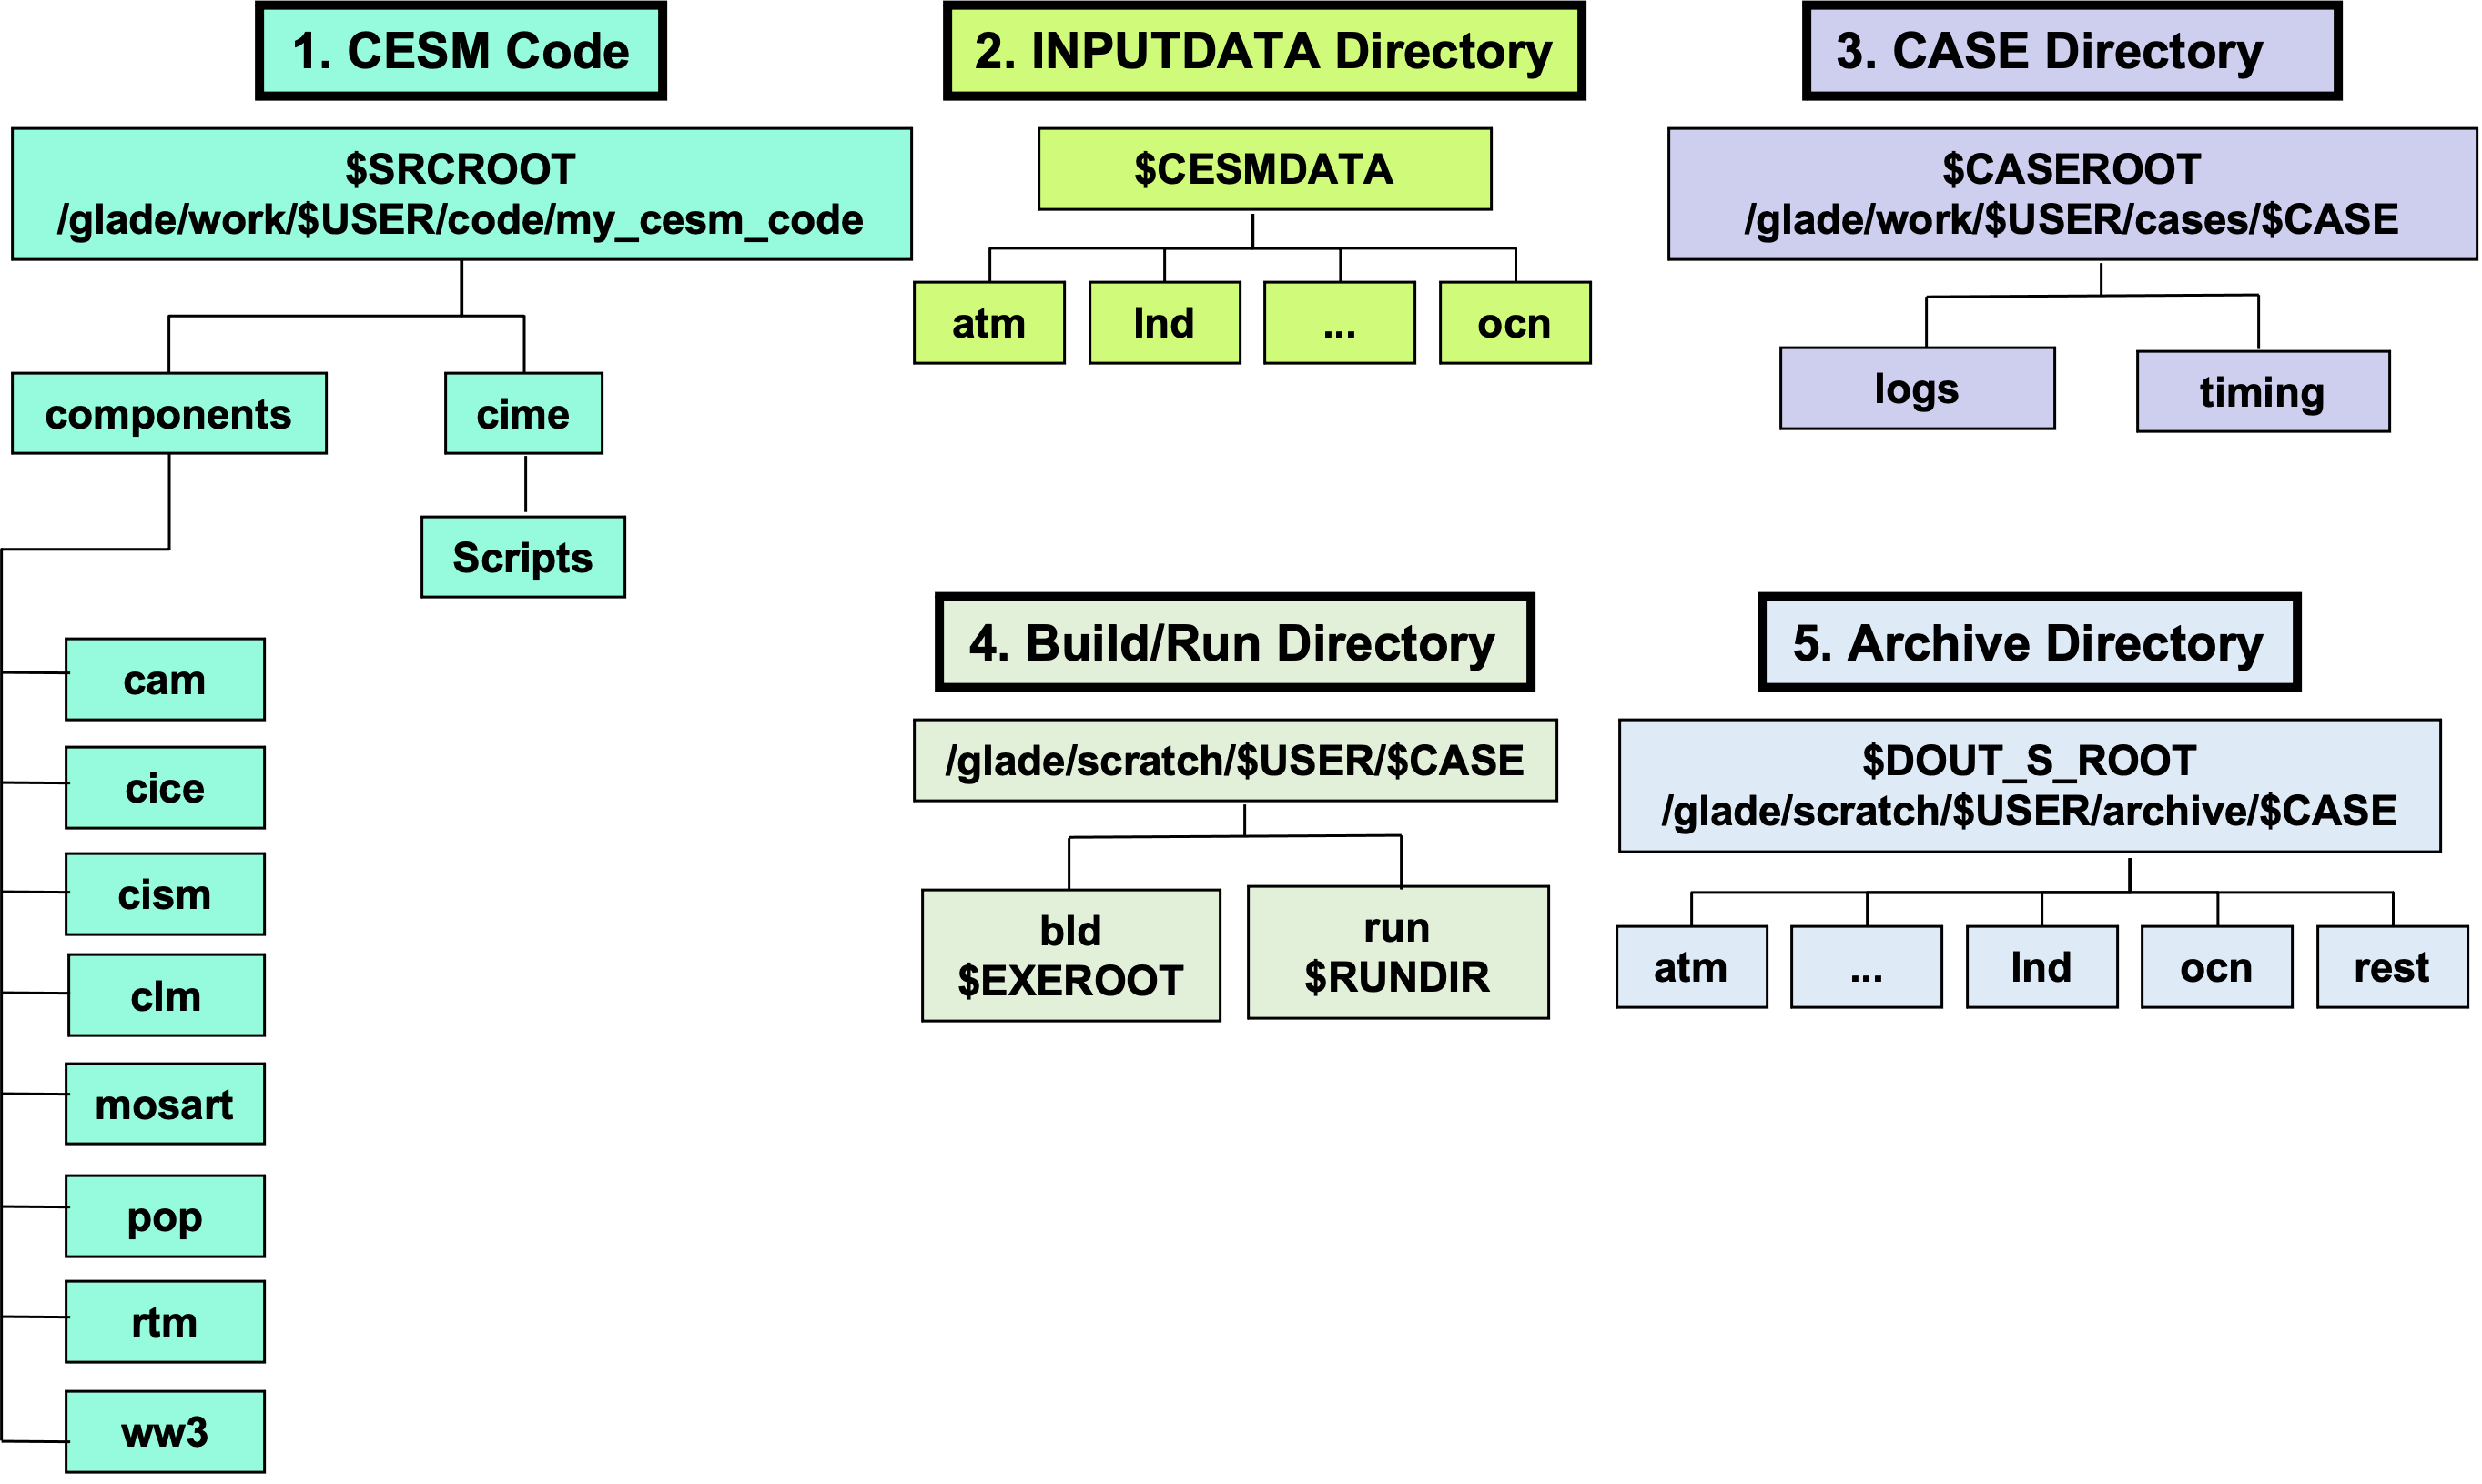 1. CESM Code
$SRCROOT
/glade/work/$USER/code/my_cesm_code
components
cime
Scripts
cam
cice
cism
clm
mosart
pop
rtm
ww3
2. INPUTDATA Directory
$CESMDATA
atm
lnd
...
ocn
3. CASE Directory
$CASEROOT
/glade/work/$USER/cases/$CASE
logs
timing
4. Build/Run Directory
/glade/scratch/$USER/$CASE
bld
$EXEROOT
run
$RUNDIR
5. Archive Directory
$DOUT_S_ROOT
/glade/scratch/$USER/archive/$CASE
atm
...
lnd
ocn
rest